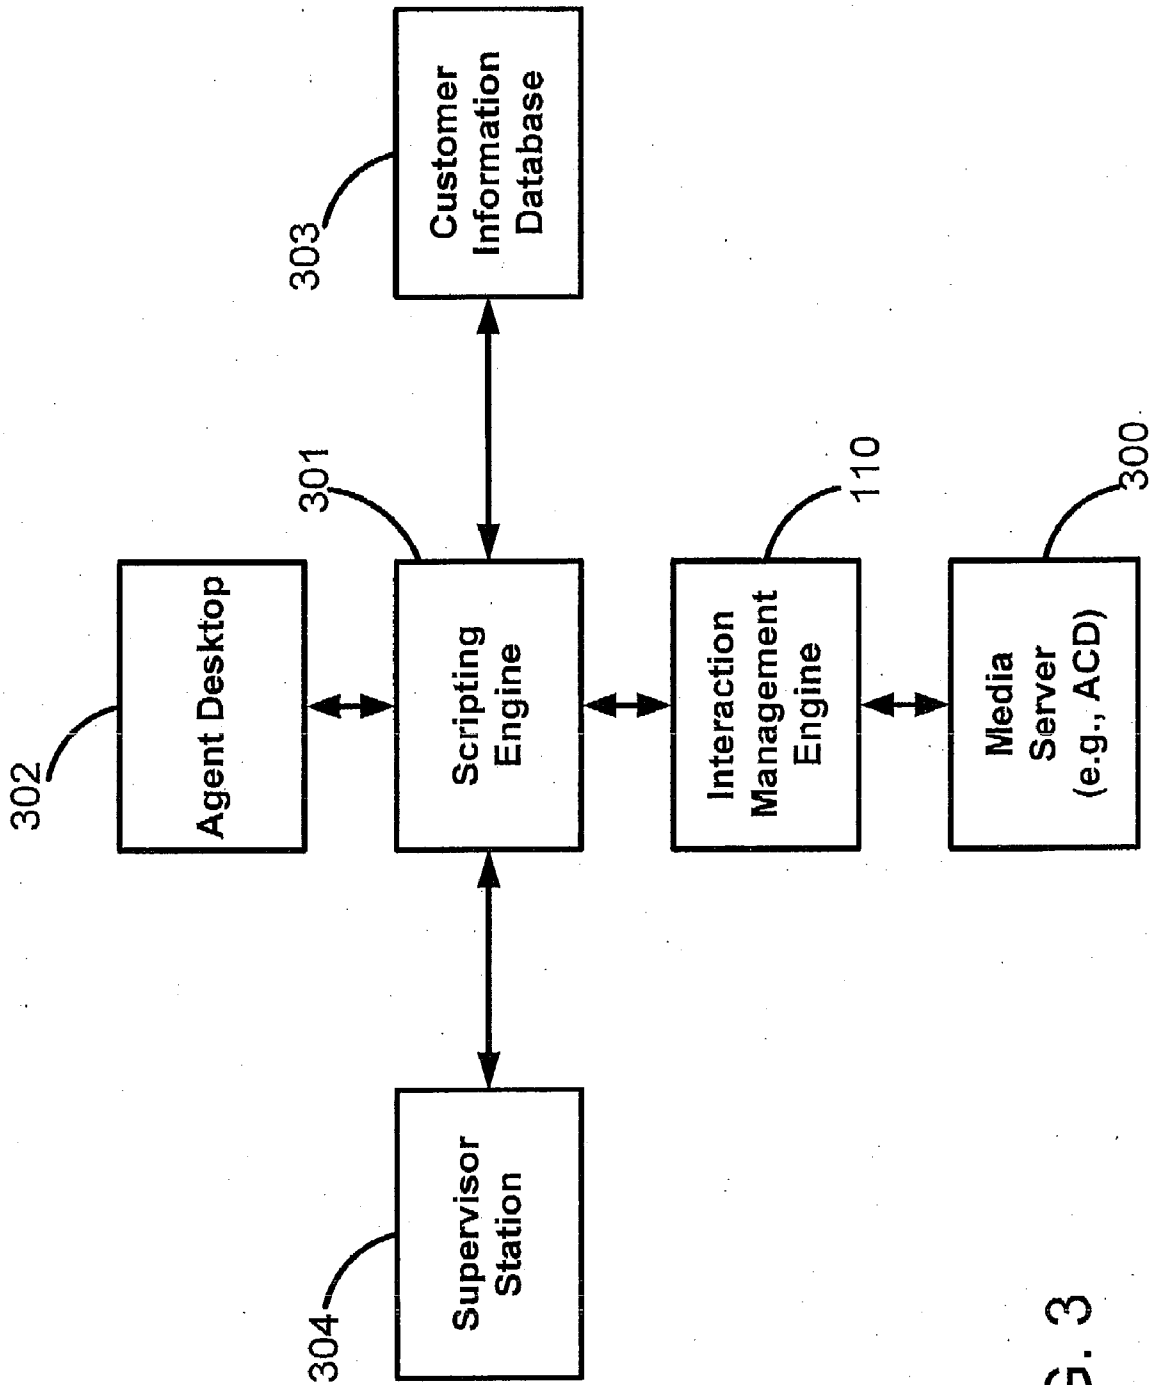 302
Agent Desktop
303
Customer
Information
Database
301
Scripting
Engine
304
Supervisor
Station
110
Interaction
Management
Engine
300
Media
Server
(e.g., ACD)
G. 3